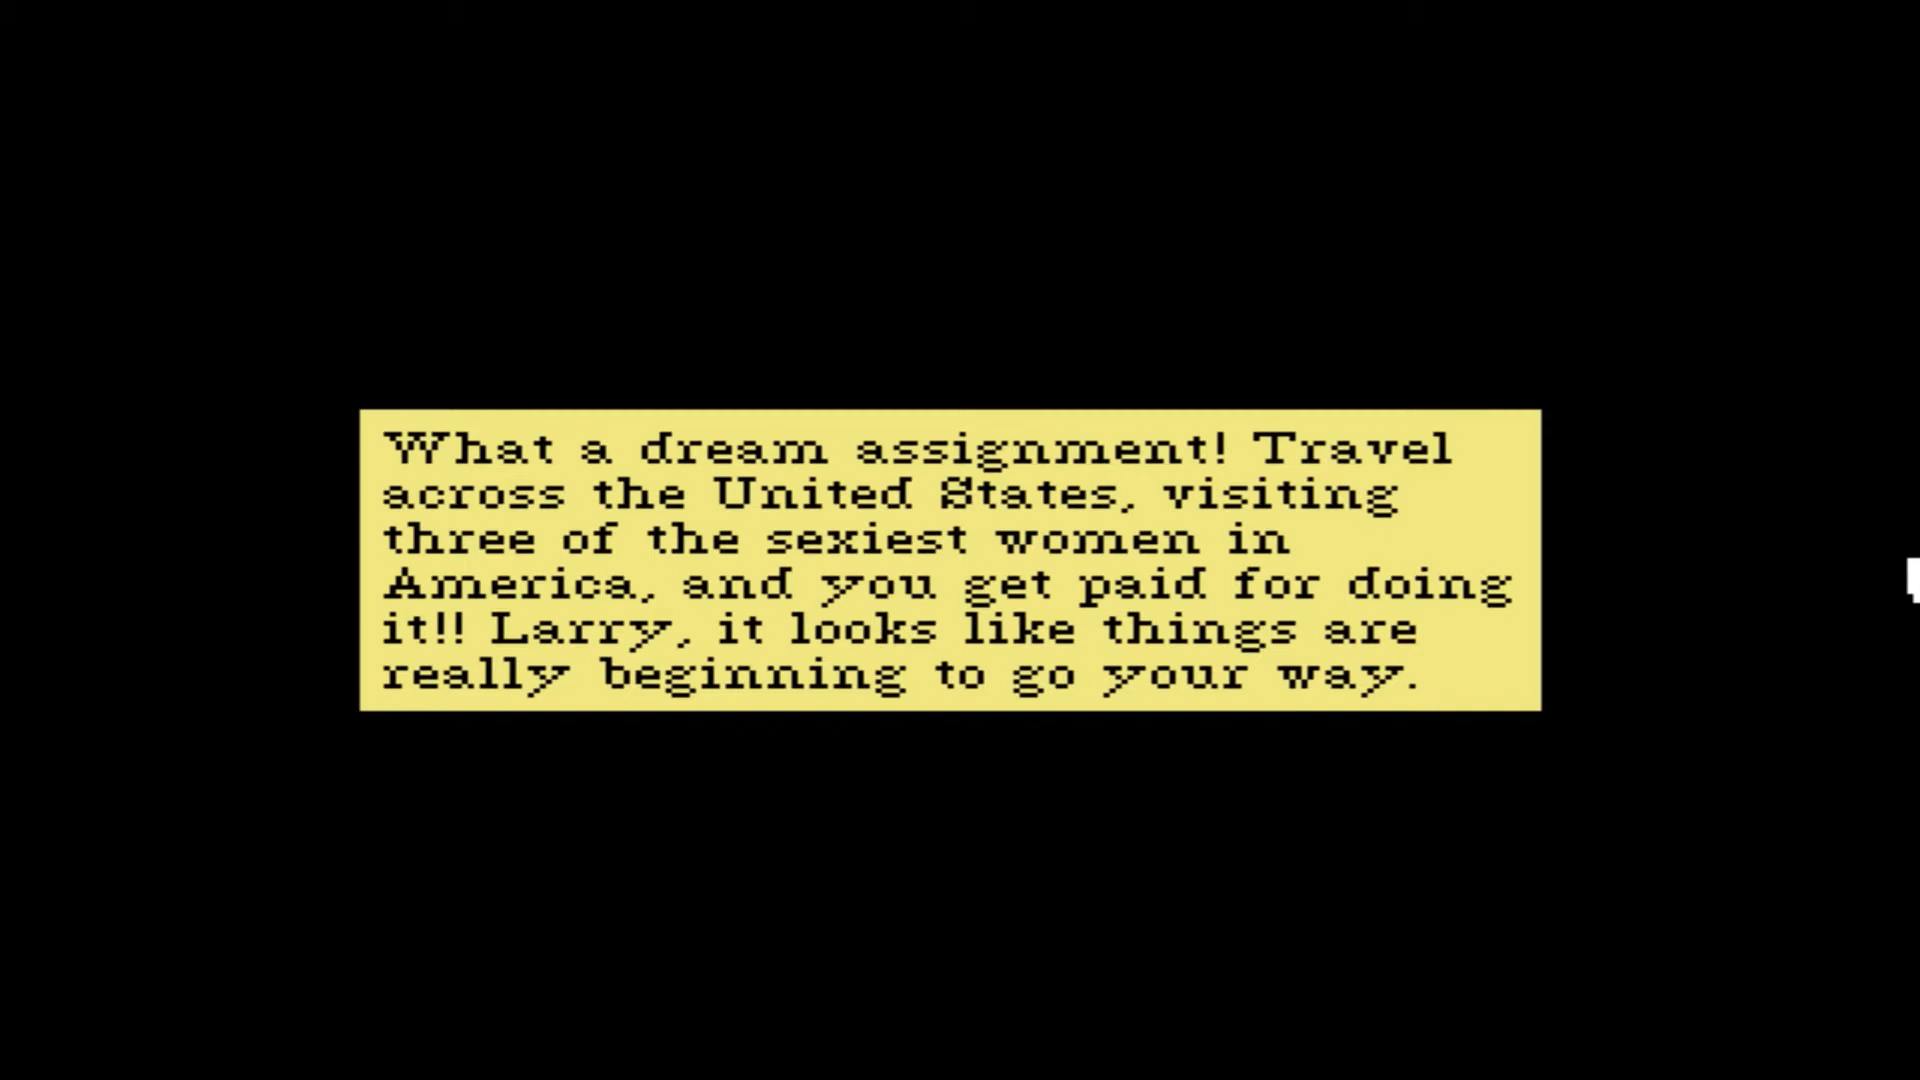 What a dream assignment! Travel
across the United States, visiting
three of the sexiest women in
America, and you get paid for doing
it!! Larry, it looks like things are
really beginning to go your way.